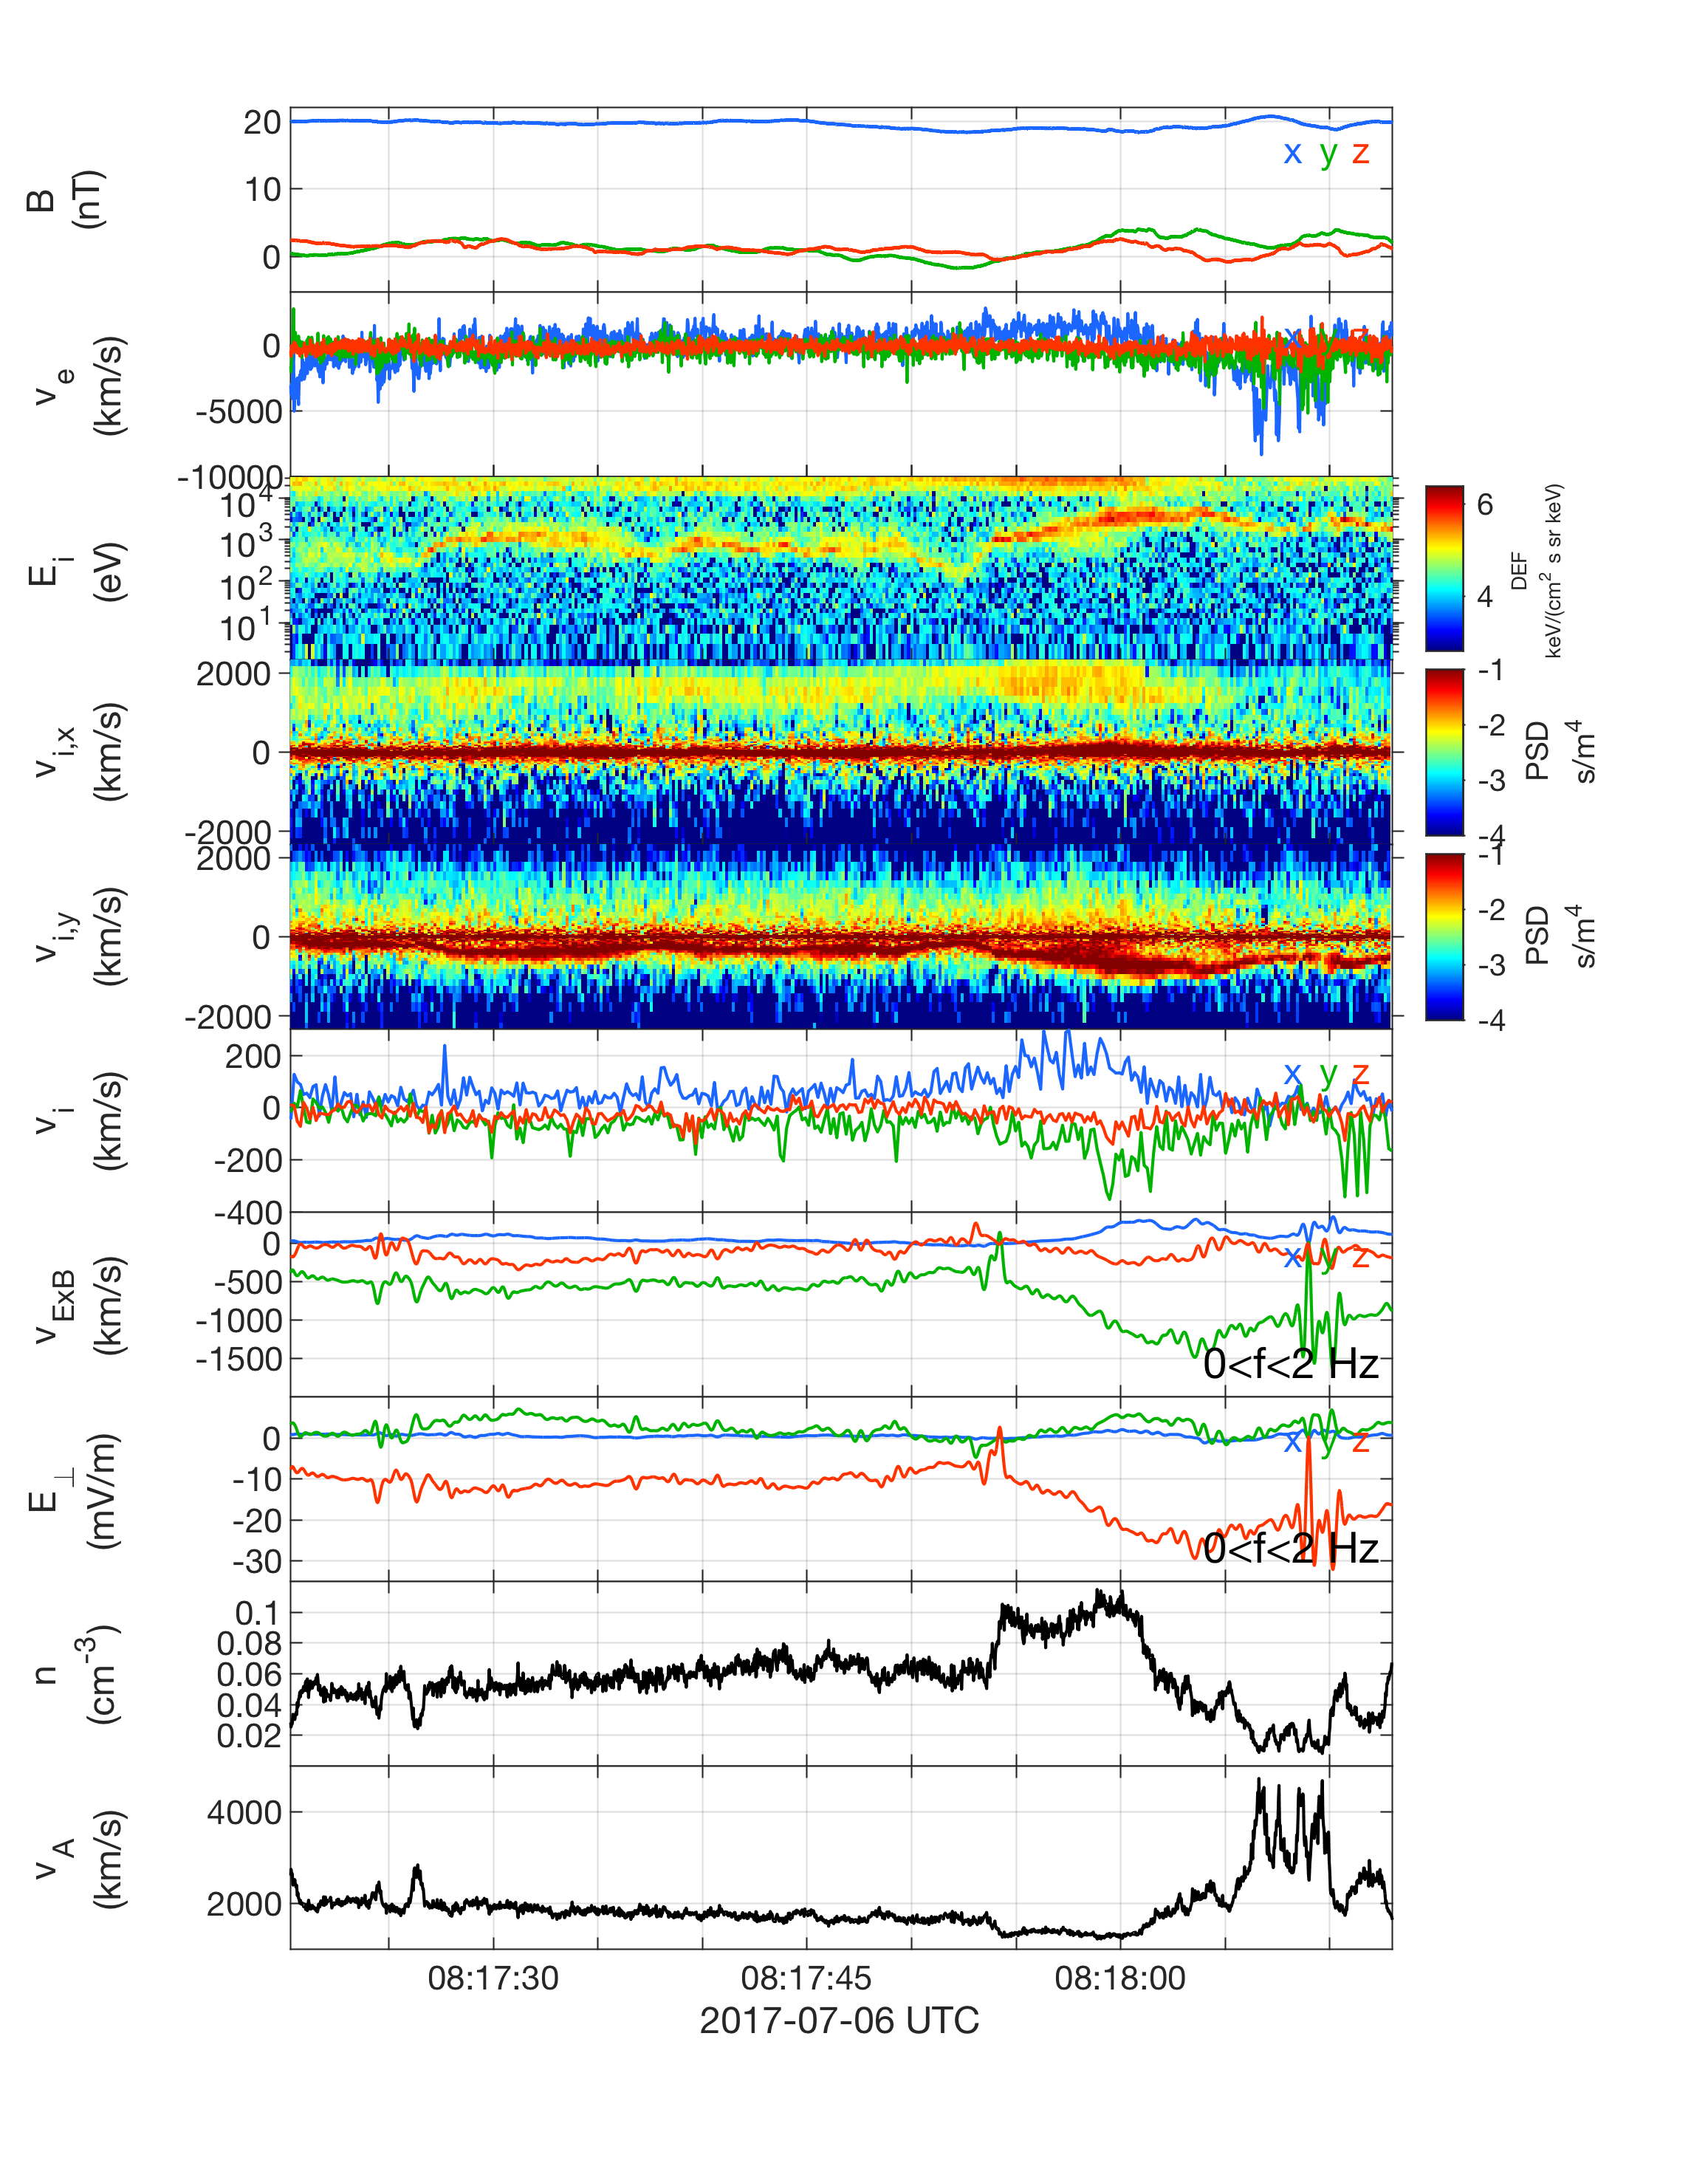 20
10
0
B
(nT)
x y z
0
-5000
-10000
v e
(km/s)
x y z
10^4
10^3
10^2
10^1
E i
(eV)
6
4
DEF
keV/(cm^2 s sr keV)
2000
0
-2000
v i,x
(km/s)
-1
-2
-3
-4
PSD
s/m^4
2000
0
-2000
v i,y
(km/s)
-1
-2
-3
-4
PSD
s/m^4
200
0
-200
-400
v i
(km/s)
x y z
0
-500
-1000
-1500
v ExB
(km/s)
x y z
0<f<2 Hz
0
-10
-20
-30
E ⊥
(mV/m)
x y z
0<f<2 Hz
0.1
0.08
0.06
0.04
0.02
n
(cm^-3)
4000
2000
v A
(km/s)
08:17:30 08:17:45 08:18:00
2017-07-06 UTC